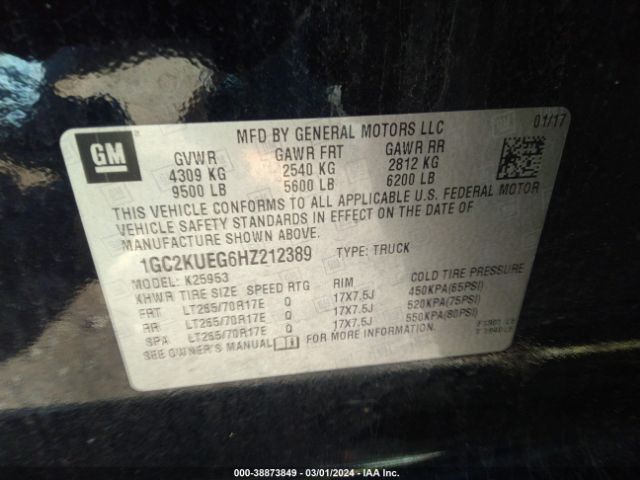 MFD BY GENERAL MOTORS LLC
01/17
GM
GVWR GAWR FRT GAWR RR
4309 KG 2540 KG 2812 KG
9500 LB 5600 LB 6200 LB
THIS VEHICLE CONFORMS TO ALL APPLICABLE U.S. FEDERAL MOTOR
VEHICLE SAFETY STANDARDS IN EFFECT ON THE DATE OF
MANUFACTURE SHOWN ABOVE.
1GC2KUEG6HZ212389 TYPE: TRUCK
MODEL: K25953
KHWR TIRE SIZE SPEED RTG RIM COLD TIRE PRESSURE
FRT LT265/70R17E Q 17X7.5J 450KPA(65PSI)
RR LT265/70R17E Q 17X7.5J 520KPA(75PSI)
SPA LT265/70R17E Q 17X7.5J 550KPA(80PSI)
SEE OWNER'S MANUAL FOR MORE INFORMATION.
000-38873849 - 03/01/2024 - IAA Inc.